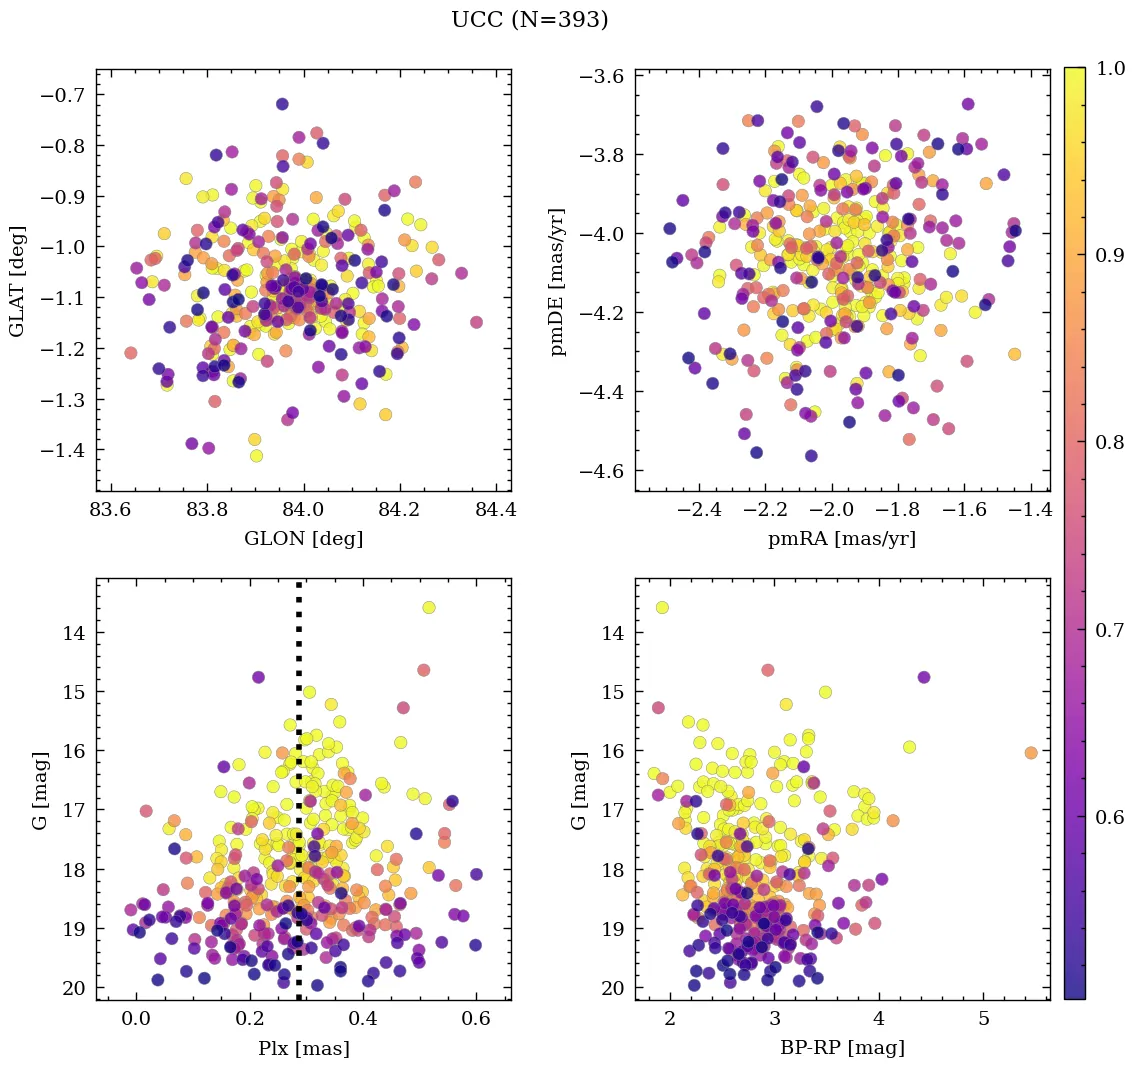 UCC (N=393)
−0.7
−0.8
−0.9
−1.0
−1.1
−1.2
−1.3
−1.4
GLAT [deg]
83.6 83.8 84.0 84.2 84.4
GLON [deg]
−3.6
−3.8
−4.0
−4.2
−4.4
−4.6
pmDE [mas/yr]
−2.4 −2.2 −2.0 −1.8 −1.6 −1.4
pmRA [mas/yr]
14
15
16
17
18
19
20
G [mag]
0.0 0.2 0.4 0.6
Plx [mas]
14
15
16
17
18
19
20
G [mag]
2 3 4 5
BP-RP [mag]
1.0
0.9
0.8
0.7
0.6